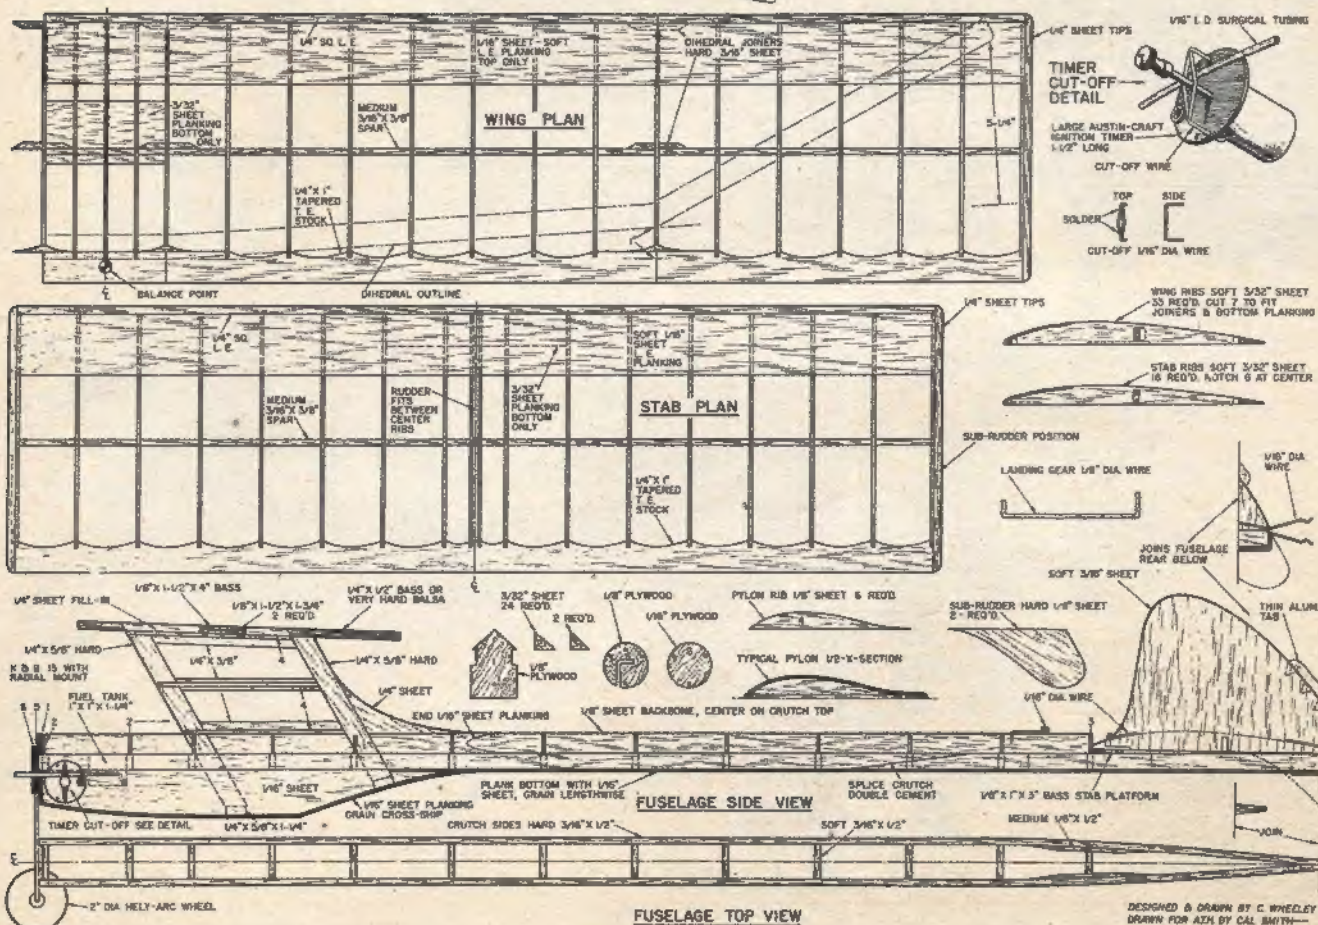 1/4" SQ. L. E.
1/16" SHEET - SOFT
L. E. PLANKING
TOP ONLY
DIHEDRAL JOINERS
HARD 3/16" SHEET
1/4" SHEET TIPS
1/16" I. D. SURGICAL TUBING
TIMER
CUT-OFF
DETAIL
LARGE AUSTIN-CRAFT
IGNITION TIMER
1-1/2" LONG
CUT-OFF WIRE
3/32"
SHEET
PLANKING
BOTTOM
ONLY
MEDIUM
3/16" X 3/8"
SPAR
WING PLAN
5-1/4"
1/4" X 1"
TAPERED
T. E.
STOCK
TOP
SIDE
SOLDER
CUT-OFF 1/16" DIA WIRE
BALANCE POINT
DIHEDRAL OUTLINE
1/4" SHEET TIPS
WING RIBS SOFT 3/32" SHEET
33 REQ'D. CUT 7 TO FIT
JOINERS & BOTTOM PLANKING
1/4" SQ.
L. E.
SOFT 1/16"
SHEET
L. E.
PLANKING
STAB RIBS SOFT 3/32" SHEET
16 REQ'D. NOTCH 6 AT CENTER
MEDIUM
3/16" X 3/8"
SPAR
RUDDER
FITS
BETWEEN
CENTER
RIBS
3/32"
SHEET
PLANKING
BOTTOM
ONLY
STAB PLAN
SUB-RUDDER POSITION
LANDING GEAR 1/8" DIA. WIRE
1/16" DIA
WIRE
1/4" X 1"
TAPERED
T. E.
STOCK
JOINS FUSELAGE
REAR BELOW
SOFT 3/16" SHEET
1/4" SHEET FILL-IN
1/8" X 1-1/2" X 4" BASS
1/8" X 1-1/2" X 1-3/4"
2 REQ'D.
1/4" X 1/2" BASS OR
VERY HARD BALSA
3/32" SHEET
24 REQ'D.
2 REQ'D.
1/8" PLYWOOD
1/16" PLYWOOD
PYLON RIB 1/8" SHEET 6 REQ'D
SUB-RUDDER HARD 1/8" SHEET
2 - REQ'D.
THIN ALUM
TAB
1/4" X 5/8" HARD
1/4" X 3/8"
4
1/4" X 5/8" HARD
1/8"
PLYWOOD
TYPICAL PYLON 1/2-X-SECTION
K & B 15 WITH
RADIAL MOUNT
FUEL TANK
1" X 1" X 1-1/4"
1/4" SHEET
1/16" DIA. WIRE
END 1/16" SHEET PLANKING
1/8" SHEET BACKBONE, CENTER ON CRUTCH TOP
1/16" SHEET
PLANK BOTTOM WITH 1/16"
SHEET, GRAIN LENGTHWISE
SPLICE CRUTCH
DOUBLE CEMENT
1/8" X 1" X 3" BASS STAB PLATFORM
1/16" SHEET PLANKING
GRAIN CROSS-SHIP
FUSELAGE SIDE VIEW
TIMER CUT-OFF SEE DETAIL
1/4" X 5/8" X 1-1/4"
CRUTCH SIDES HARD 3/16" X 1/2"
SOFT 3/16" X 1/2"
MEDIUM 1/16" X 1/2"
JOIN
2" DIA HELY-ARC WHEEL
FUSELAGE TOP VIEW
DESIGNED & DRAWN BY C. WHEELEY
DRAWN FOR ATH BY CAL SMITH